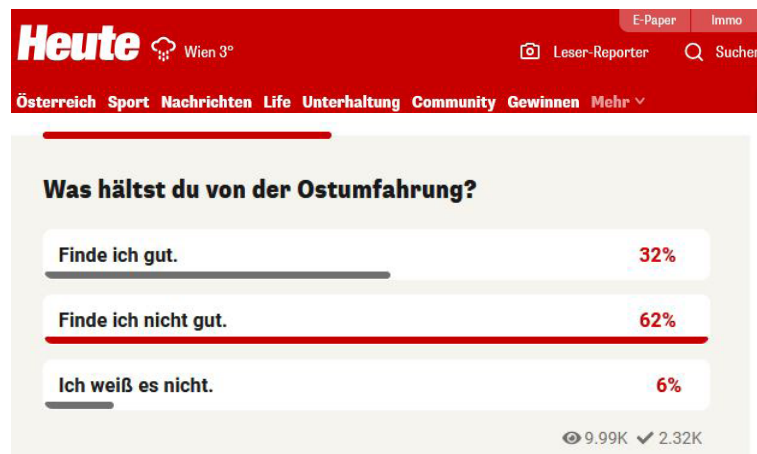 E-Paper Immo
Heute Wien 3° Leser-Reporter Suchen
Österreich Sport Nachrichten Life Unterhaltung Community Gewinnen Mehr
Was hältst du von der Ostumfahrung?
Finde ich gut. 32%
Finde ich nicht gut. 62%
Ich weiß es nicht. 6%
9.99K 2.32K